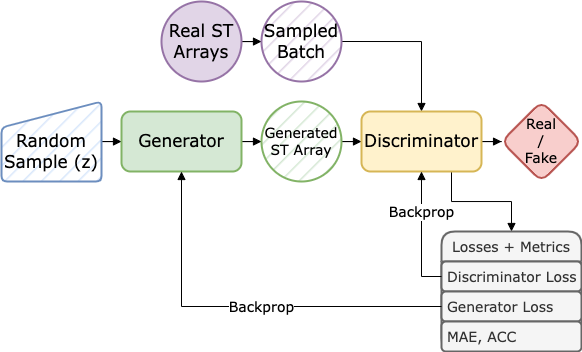 Real ST
Arrays
Sampled
Batch
Random
Sample (z)
Generator
Generated
ST Array
Discriminator
Real
/
Fake
Backprop
Losses + Metrics
Discriminator Loss
Backprop
Generator Loss
MAE, ACC